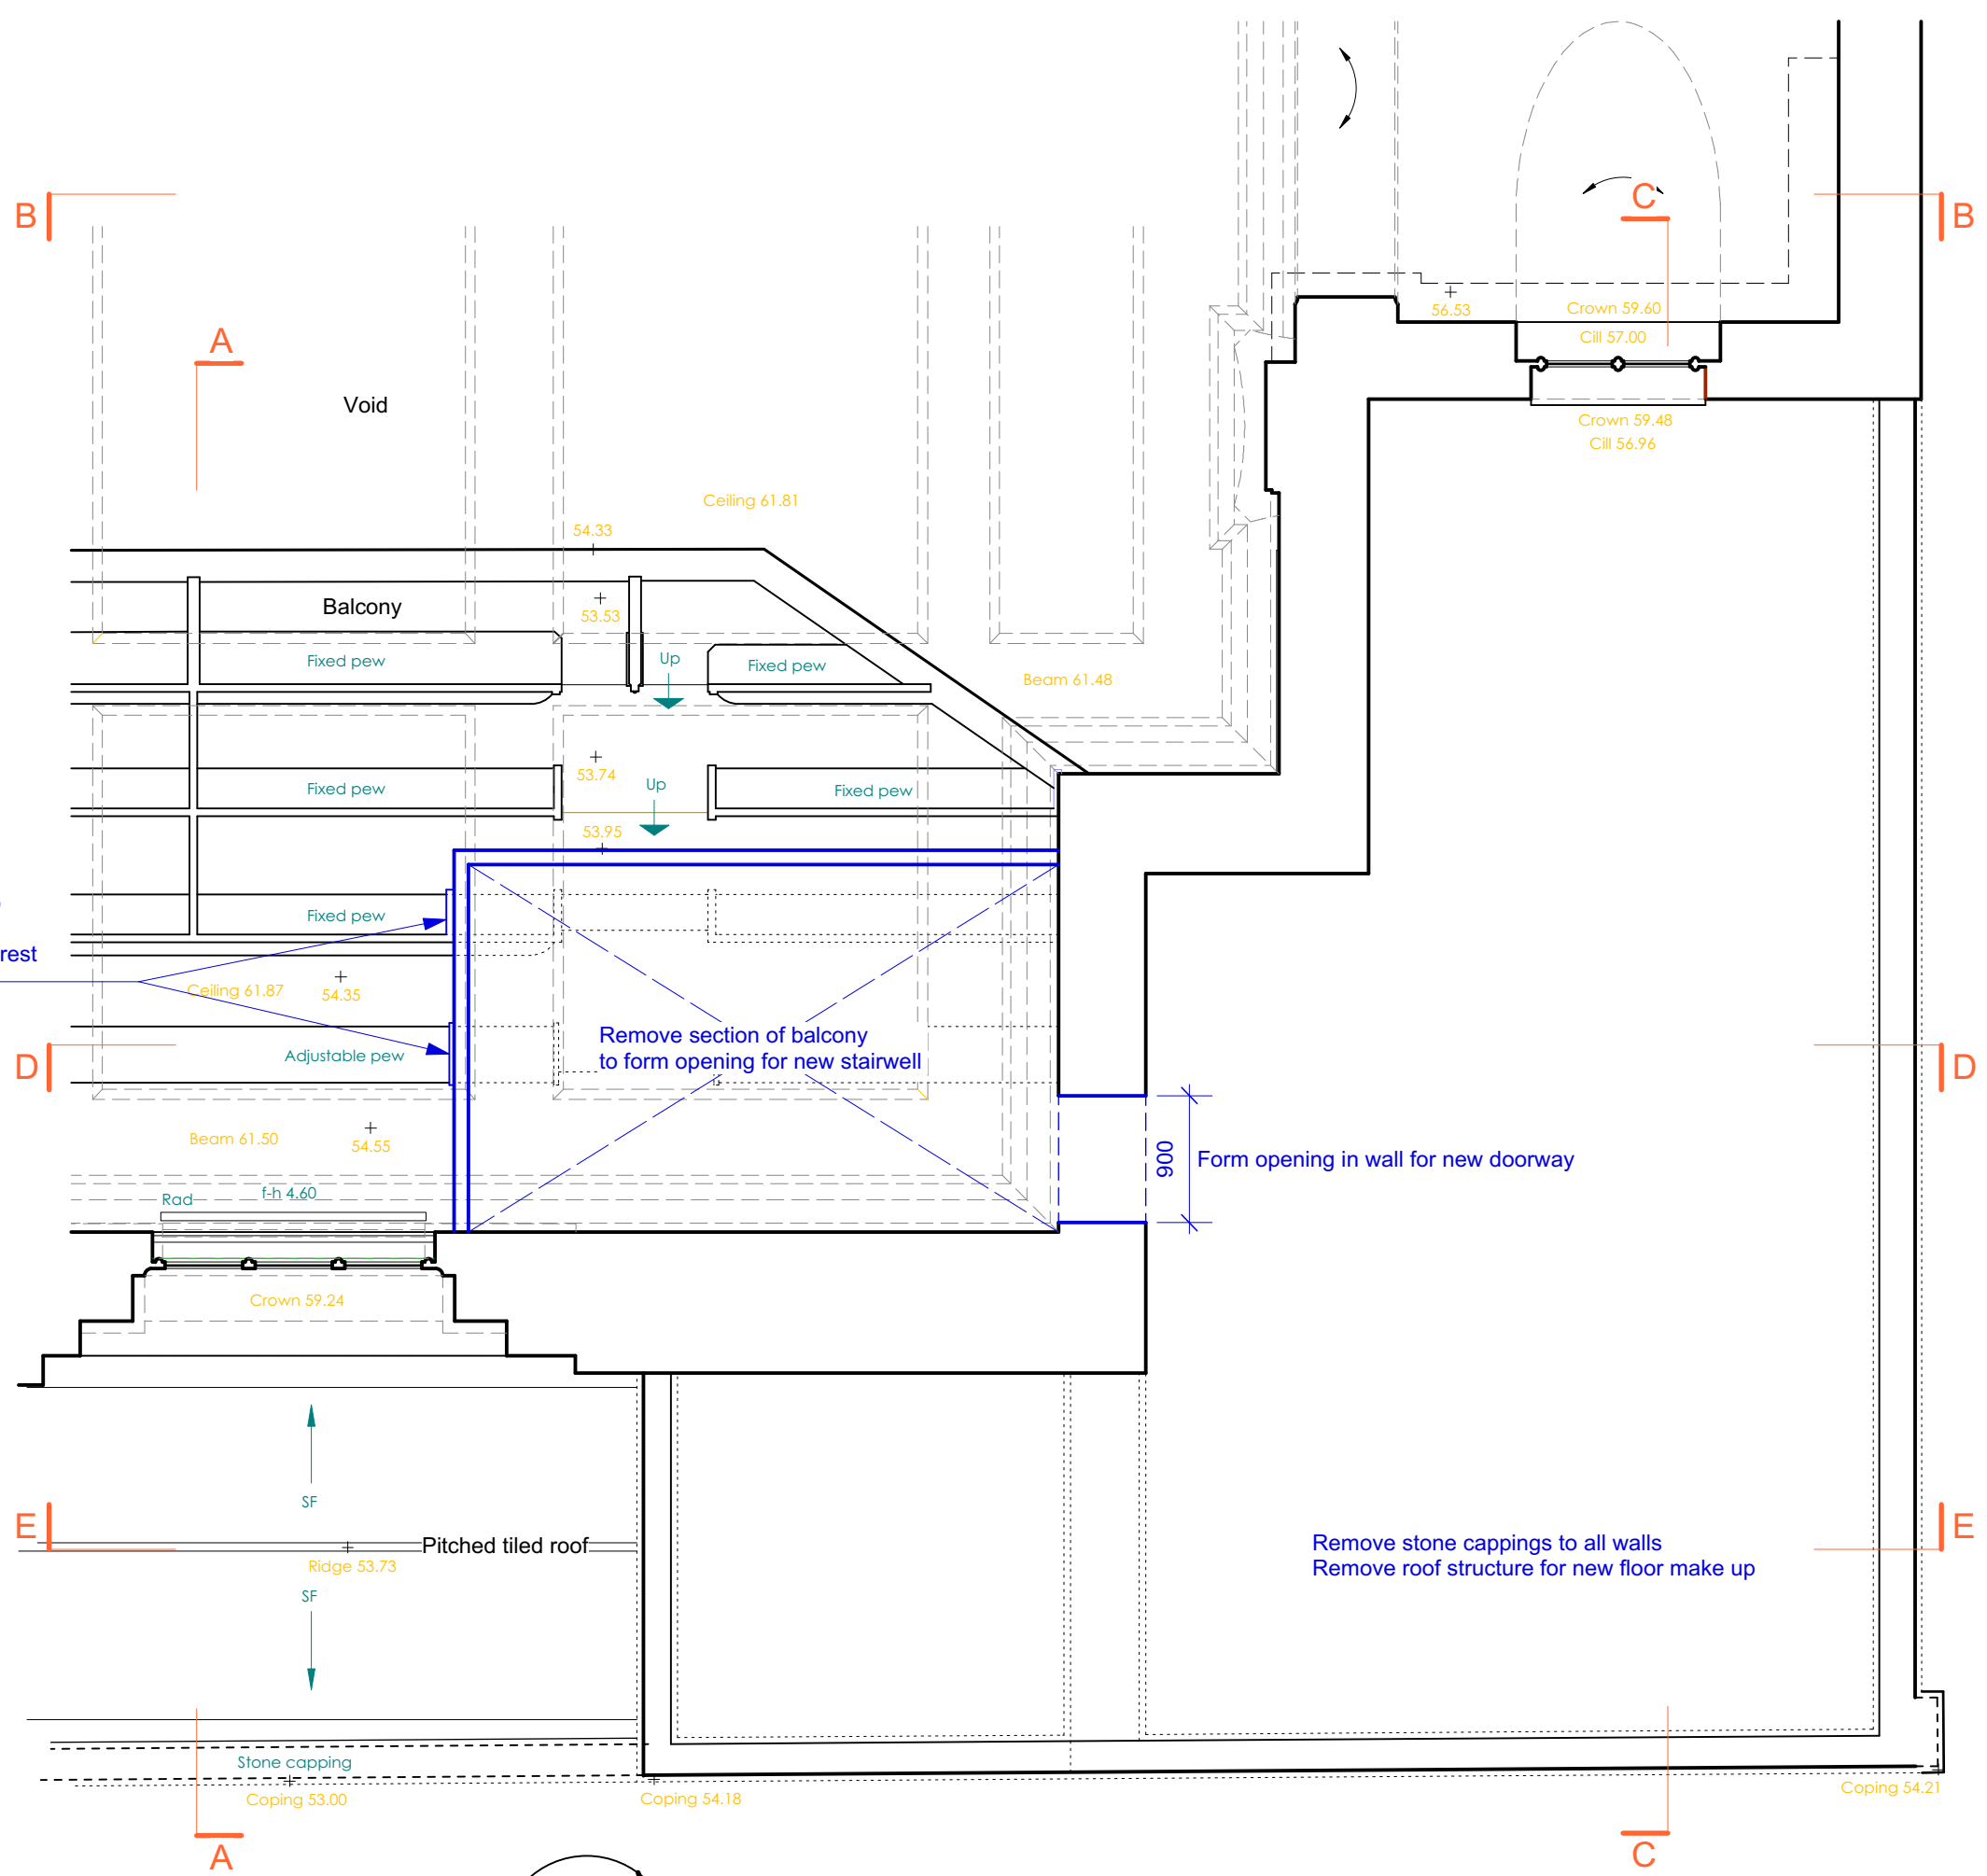 B
C
B
A
56.53
Crown 59.60
Cill 57.00
Void
Crown 59.48
Cill 56.96
Ceiling 61.81
54.33
Balcony
53.53
Fixed pew
Up
Fixed pew
Beam 61.48
53.74
Fixed pew
Up
Fixed pew
53.95
Fixed pew
rest
Ceiling 61.87
54.35
Remove section of balcony
to form opening for new stairwell
Adjustable pew
D
D
Beam 61.50
54.55
900
Form opening in wall for new doorway
Rad
f-h 4.60
Crown 59.24
SF
E
E
Pitched tiled roof
Ridge 53.73
Remove stone cappings to all walls
Remove roof structure for new floor make up
SF
Stone capping
Coping 53.00
Coping 54.18
Coping 54.21
A
C